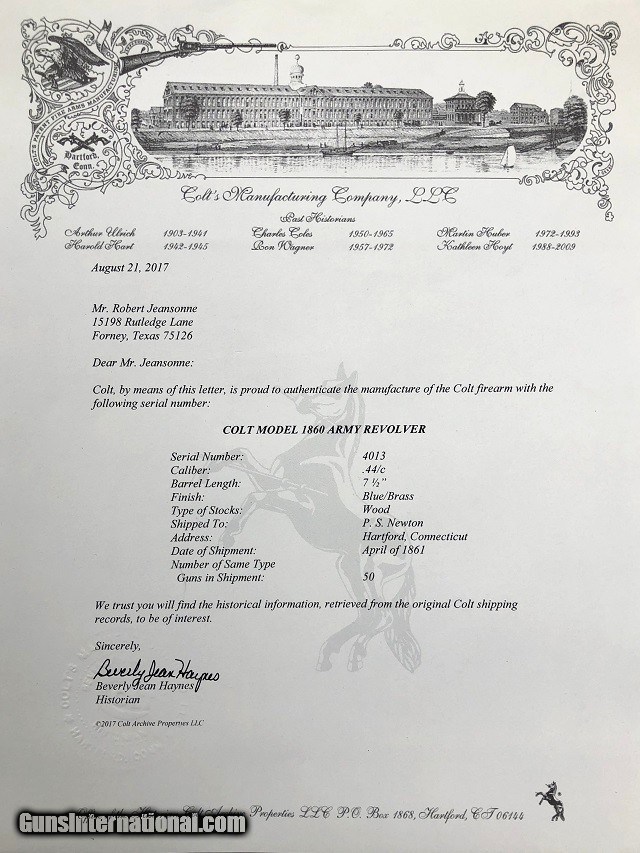 Hartford,
Conn.
Colt's Manufacturing Company, LLC
Past Historians
Arthur Ulrich 1903-1941 Charles Coles 1950-1965 Martin Huber 1972-1993
Harold Hart 1942-1945 Ron Wagner 1957-1972 Kathleen Hoyt 1988-2009
August 21, 2017
Mr. Robert Jeansonne
15198 Rutledge Lane
Forney, Texas 75126
Dear Mr. Jeansonne:
Colt, by means of this letter, is proud to authenticate the manufacture of the Colt firearm with the
following serial number:
COLT MODEL 1860 ARMY REVOLVER
Serial Number: 4013
Caliber: .44/c
Barrel Length: 7 ½"
Finish: Blue/Brass
Type of Stocks: Wood
Shipped To: P. S. Newton
Address: Hartford, Connecticut
Date of Shipment: April of 1861
Number of Same Type
Guns in Shipment: 50
We trust you will find the historical information, retrieved from the original Colt shipping
records, to be of interest.
Sincerely,
Beverly Jean Haynes
Beverly Jean Haynes
Historian
©2017 Colt Archive Properties LLC
Properties LLC P.O. Box 1868, Hartford, CT 06144
GunsInternational.com